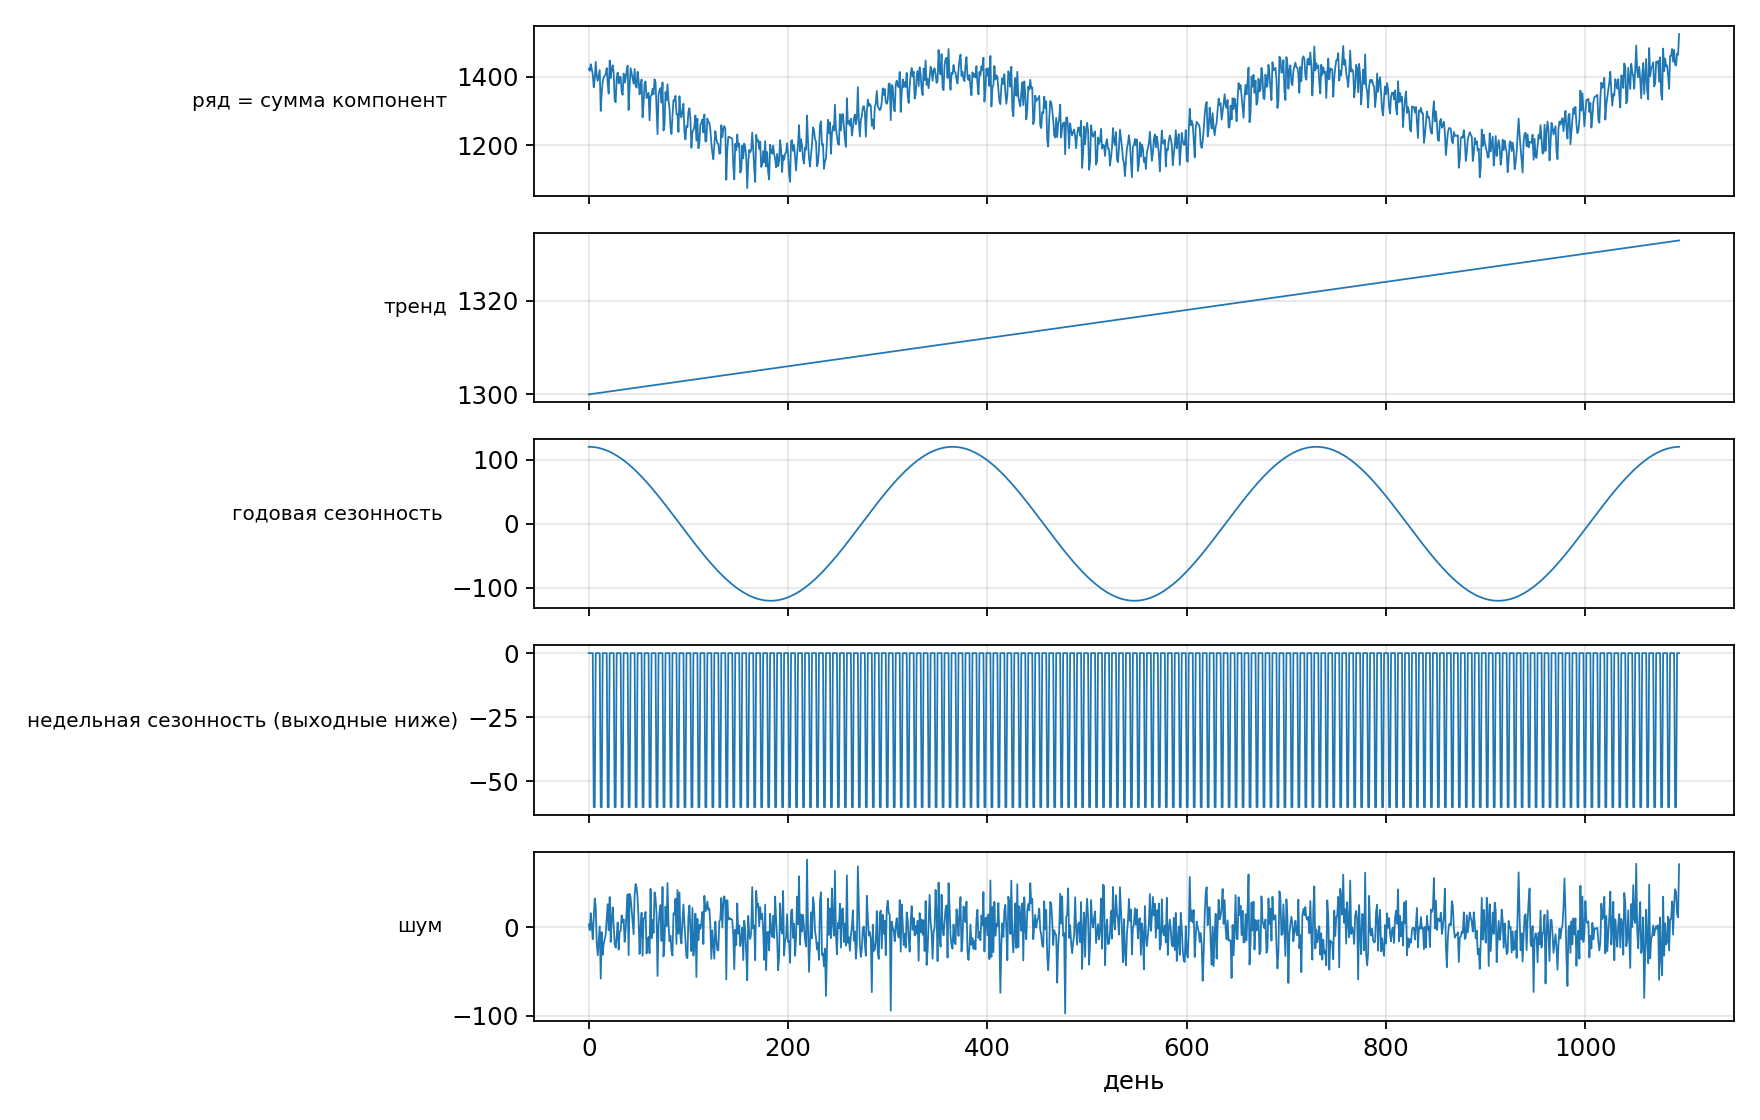 ряд = сумма компонент
1400
1200
тренд
1320
1300
годовая сезонность
100
0
−100
недельная сезонность (выходные ниже)
0
−25
−50
шум
0
−100
0 200 400 600 800 1000
день